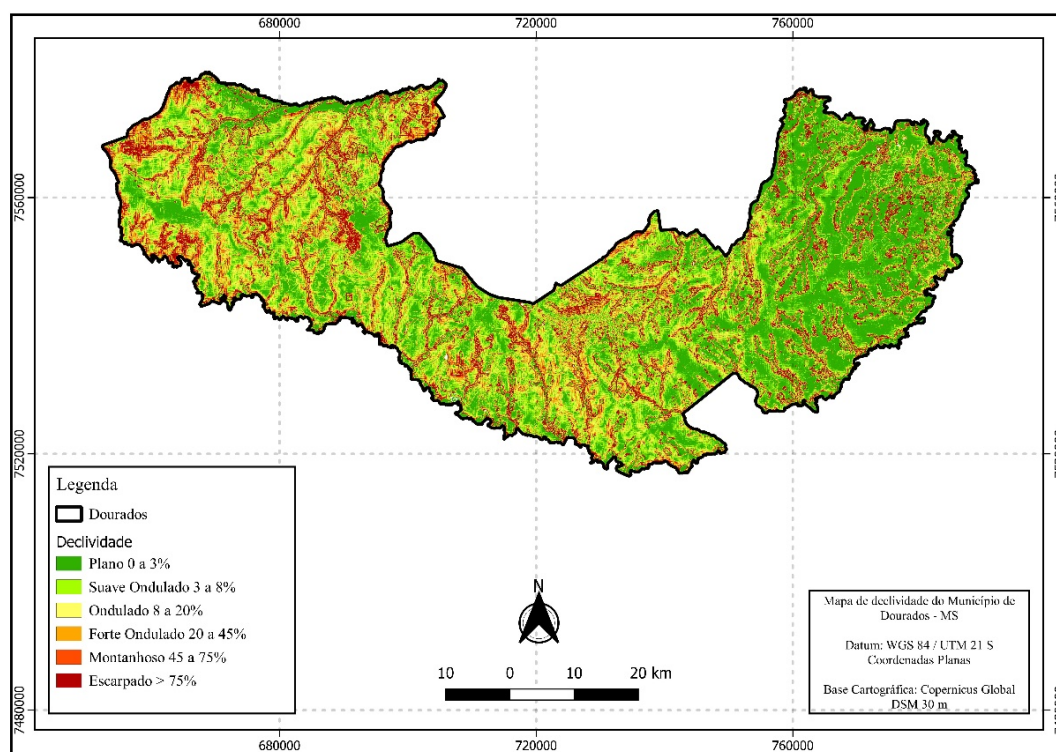 680000
720000
760000
7560000
7520000
7480000
Legenda
Dourados
Declividade
Plano 0 a 3%
Suave Ondulado 3 a 8%
Ondulado 8 a 20%
Forte Ondulado 20 a 45%
Montanhoso 45 a 75%
Escarpado > 75%
N
10 0 10 20 km
Mapa de declividade do Município de
Dourados - MS
Datum: WGS 84 / UTM 21 S
Coordenadas Planas
Base Cartográfica: Copernicus Global
DSM 30 m
680000
720000
760000